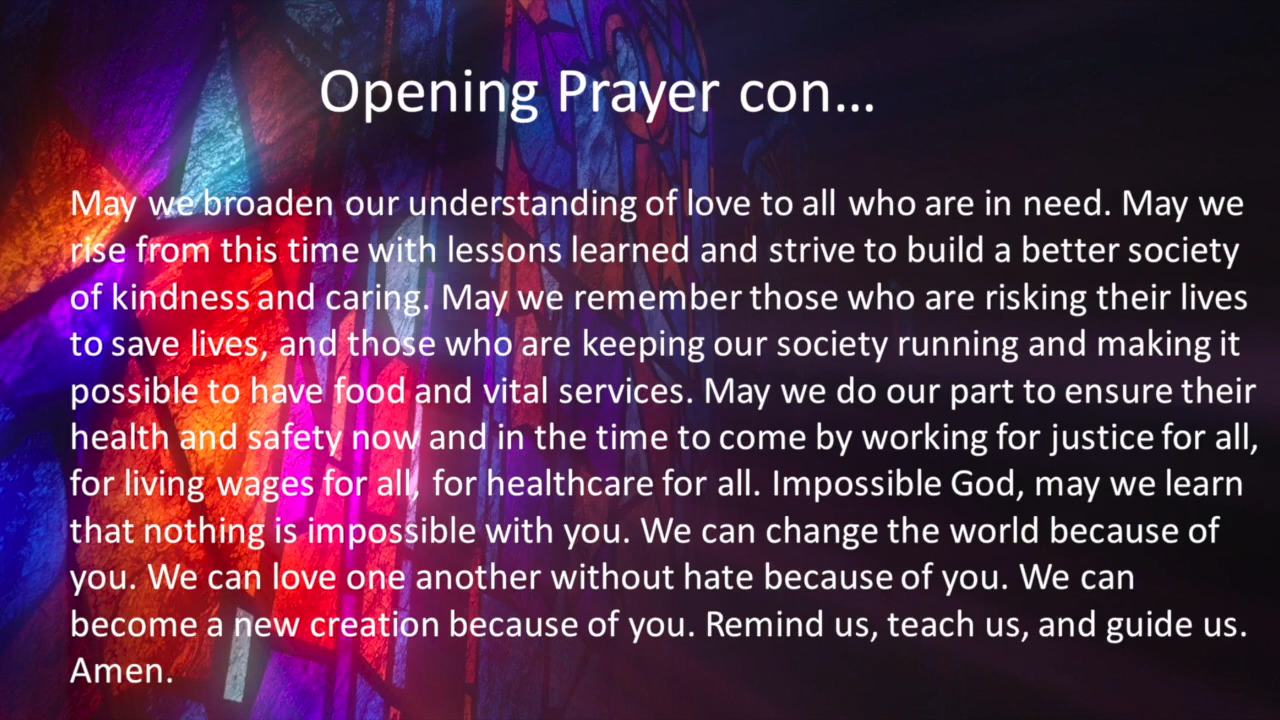 Opening Prayer con...
May we broaden our understanding of love to all who are in need. May we
rise from this time with lessons learned and strive to build a better society
of kindness and caring. May we remember those who are risking their lives
to save lives, and those who are keeping our society running and making it
possible to have food and vital services. May we do our part to ensure their
health and safety now and in the time to come by working for justice for all,
for living wages for all, for healthcare for all. Impossible God, may we learn
that nothing is impossible with you. We can change the world because of
you. We can love one another without hate because of you. We can
become a new creation because of you. Remind us, teach us, and guide us.
Amen.